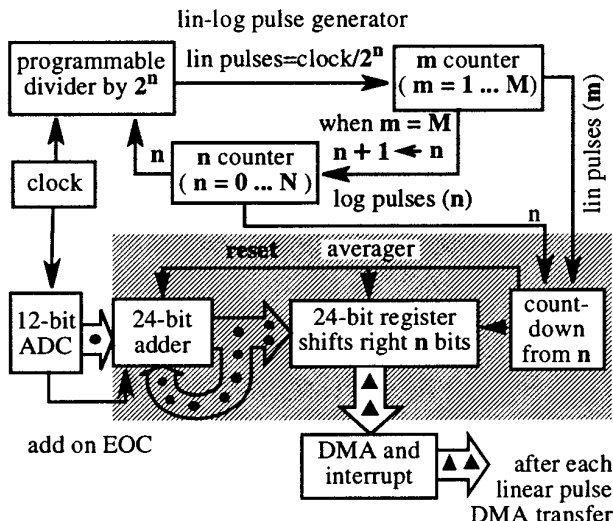 lin-log pulse generator
programmable
divider by 2^n
lin pulses=clock/2^n
m counter
( m = 1 ... M)
when m = M
n + 1 ← n
n
n counter
( n = 0 ... N )
log pulses (n)
lin pulses (m)
n
clock
reset
averager
12-bit
ADC
24-bit
adder
24-bit register
shifts right n bits
count-
down
from n
add on EOC
DMA and
interrupt
after each
linear pulse
DMA transfer